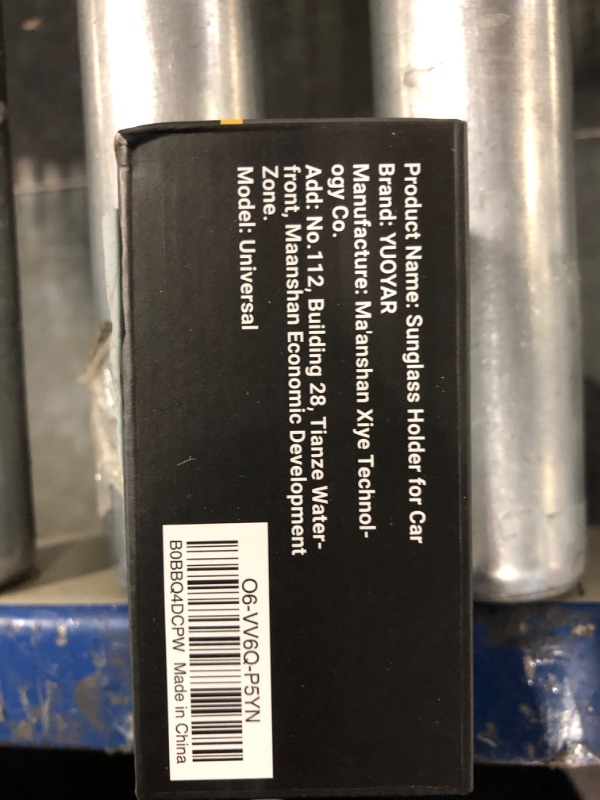 Product Name: Sunglass Holder for Car
Brand: YUOYAR
Manufacture: Ma'anshan Xiye Technol-
ogy Co.
Add: No.112, Building 28, Tianze Water-
front, Maanshan Economic Development
Zone.
Model: Universal
O6-VV6Q-P5YN
B0BBQ4DCPW Made in China